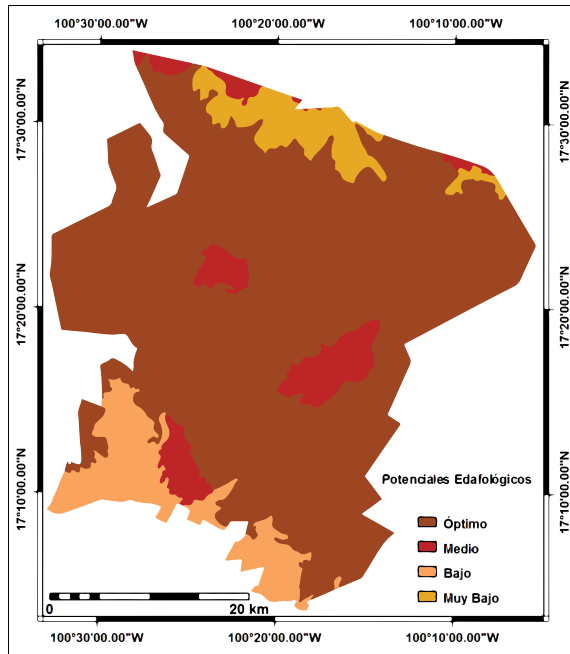 100°30'00.00"W 100°20'00.00"W 100°10'00.00"W
17°30'00.00"N 17°30'00.00"N
17°20'00.00"N 17°20'00.00"N
17°10'00.00"N 17°10'00.00"N
Potenciales Edafológicos
Óptimo
Medio
Bajo
Muy Bajo
0 20 km
100°30'00.00"W 100°20'00.00"W 100°10'00.00"W